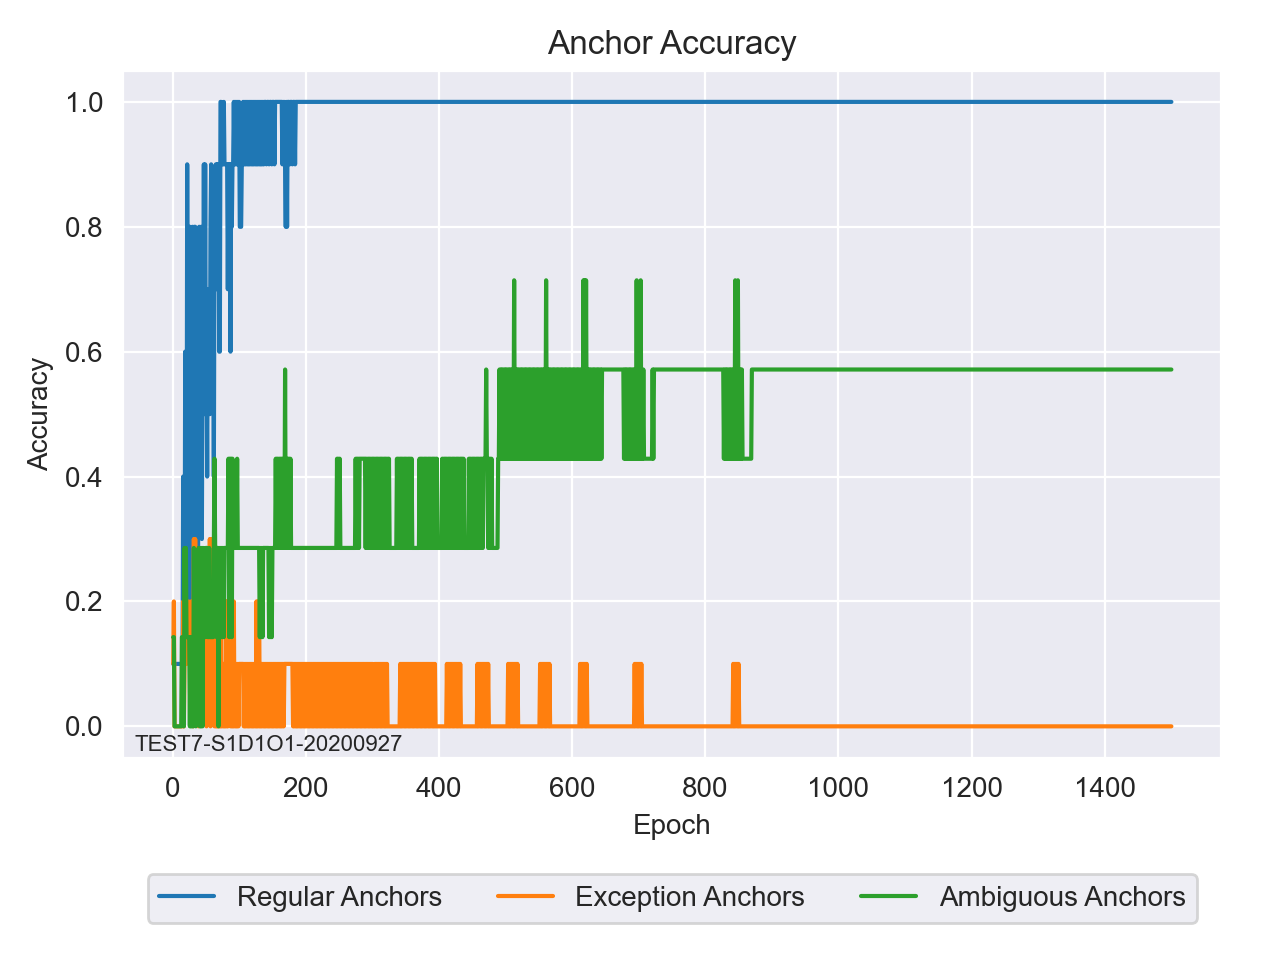 Anchor Accuracy
1.0
0.8
0.6
0.4
0.2
0.0
Accuracy
TEST7-S1D1O1-20200927
0 200 400 600 800 1000 1200 1400
Epoch
Regular Anchors Exception Anchors Ambiguous Anchors